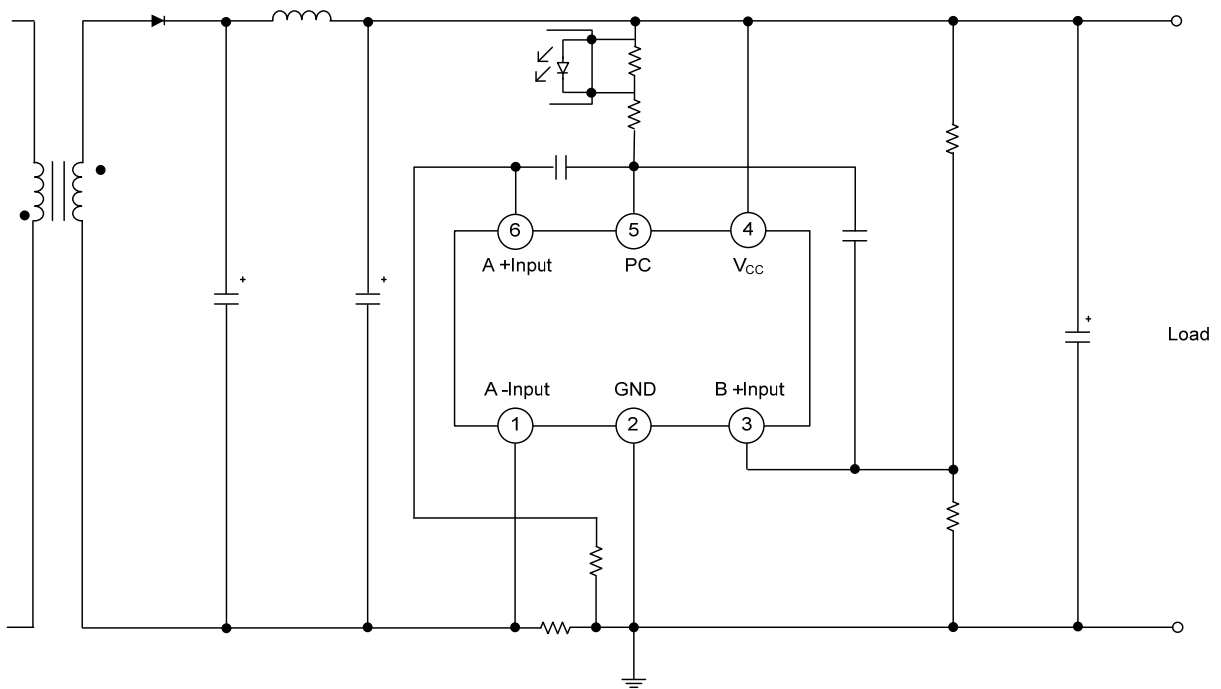 +
+
6
5
4
A +Input
PC
VCC
+
Load
A -Input
GND
B +Input
1
2
3